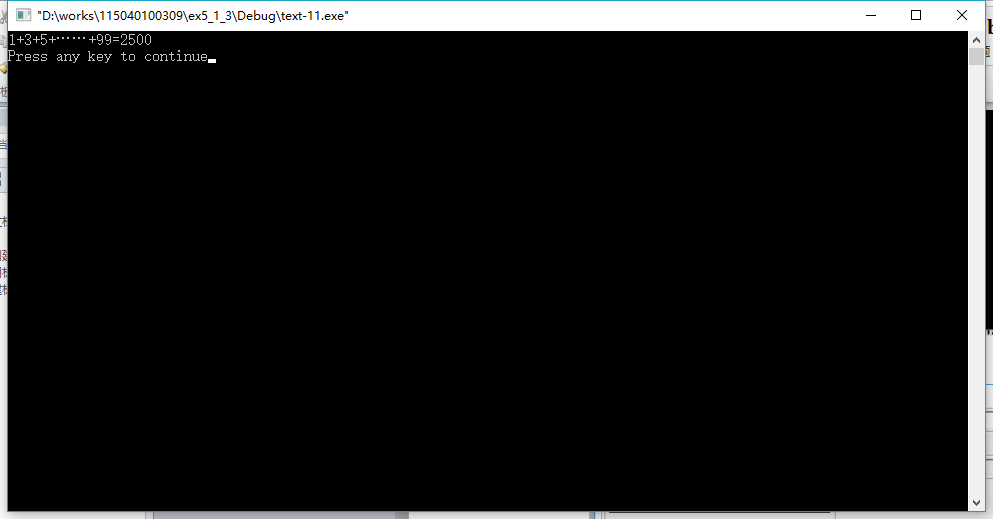 "D:\works\115040100309\ex5_1_3\Debug\text-11.exe"
1+3+5+……+99=2500
Press any key to continue